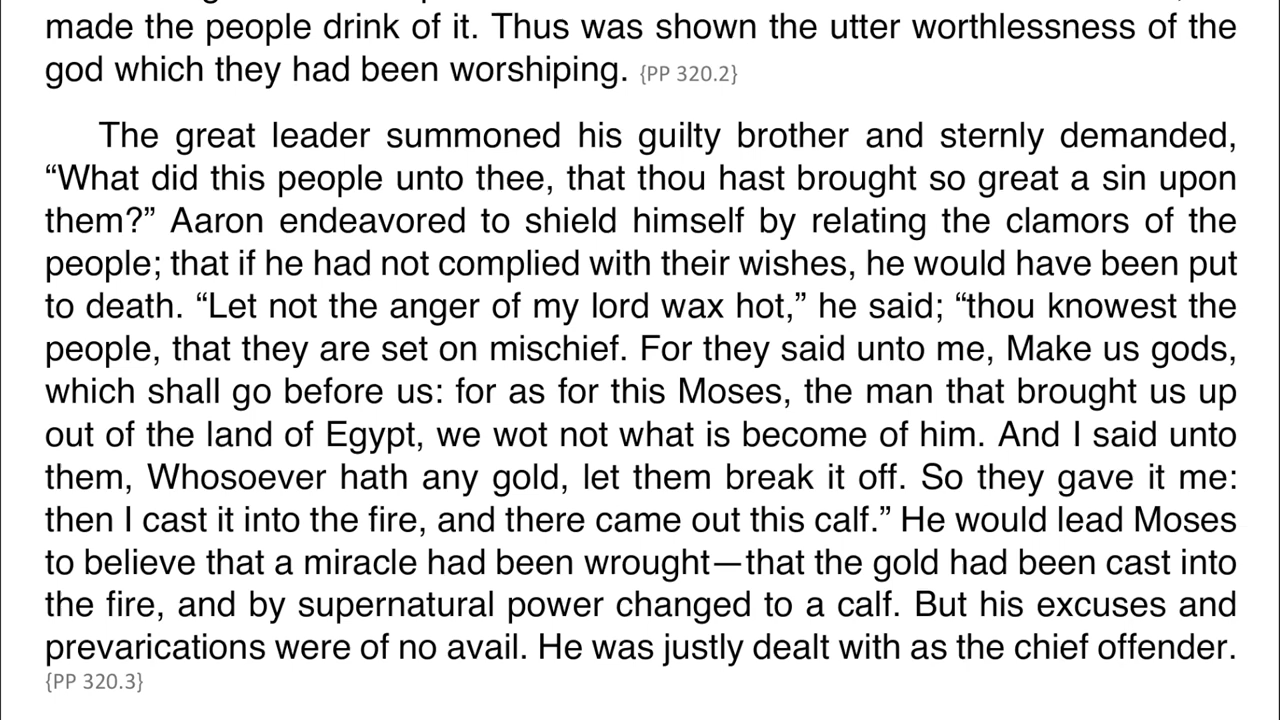 made the people drink of it. Thus was shown the utter worthlessness of the
god which they had been worshiping. {PP 320.2}
The great leader summoned his guilty brother and sternly demanded,
“What did this people unto thee, that thou hast brought so great a sin upon
them?” Aaron endeavored to shield himself by relating the clamors of the
people; that if he had not complied with their wishes, he would have been put
to death. “Let not the anger of my lord wax hot,” he said; “thou knowest the
people, that they are set on mischief. For they said unto me, Make us gods,
which shall go before us: for as for this Moses, the man that brought us up
out of the land of Egypt, we wot not what is become of him. And I said unto
them, Whosoever hath any gold, let them break it off. So they gave it me:
then I cast it into the fire, and there came out this calf.” He would lead Moses
to believe that a miracle had been wrought—that the gold had been cast into
the fire, and by supernatural power changed to a calf. But his excuses and
prevarications were of no avail. He was justly dealt with as the chief offender.
{PP 320.3}